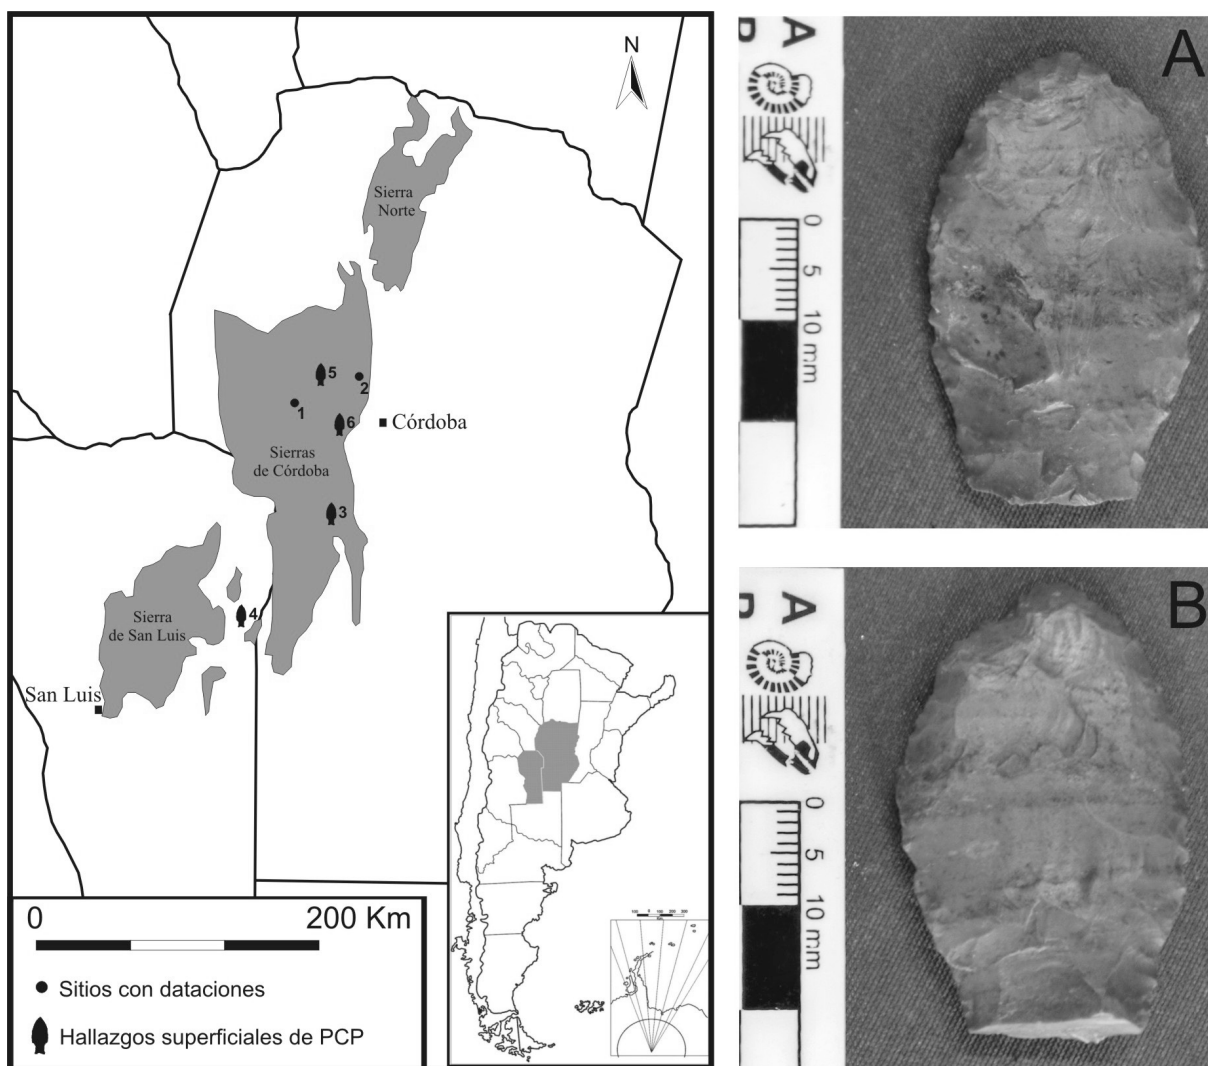 N
Sierra
Norte
5
2
1
6
Córdoba
Sierras
de Córdoba
3
4
Sierra
de San Luis
San Luis
0
200 Km
Sitios con dataciones
Hallazgos superficiales de PCP
A
A
0
5
10 mm
B
A
0
5
10 mm